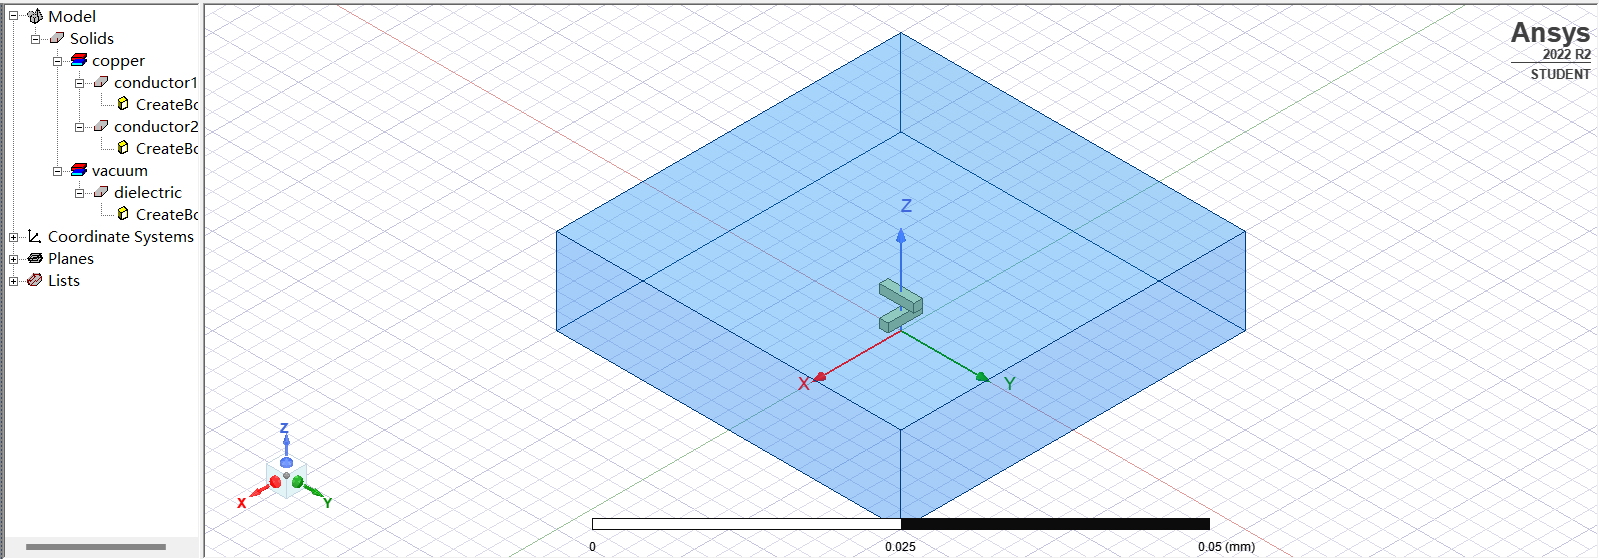 Model
Solids
copper
conductor1
CreateBo
conductor2
CreateBo
vacuum
dielectric
CreateBo
Coordinate Systems
Planes
Lists
Ansys
2022 R2
STUDENT
Z
X
Y
Z
X
Y
0
0.025
0.05 (mm)